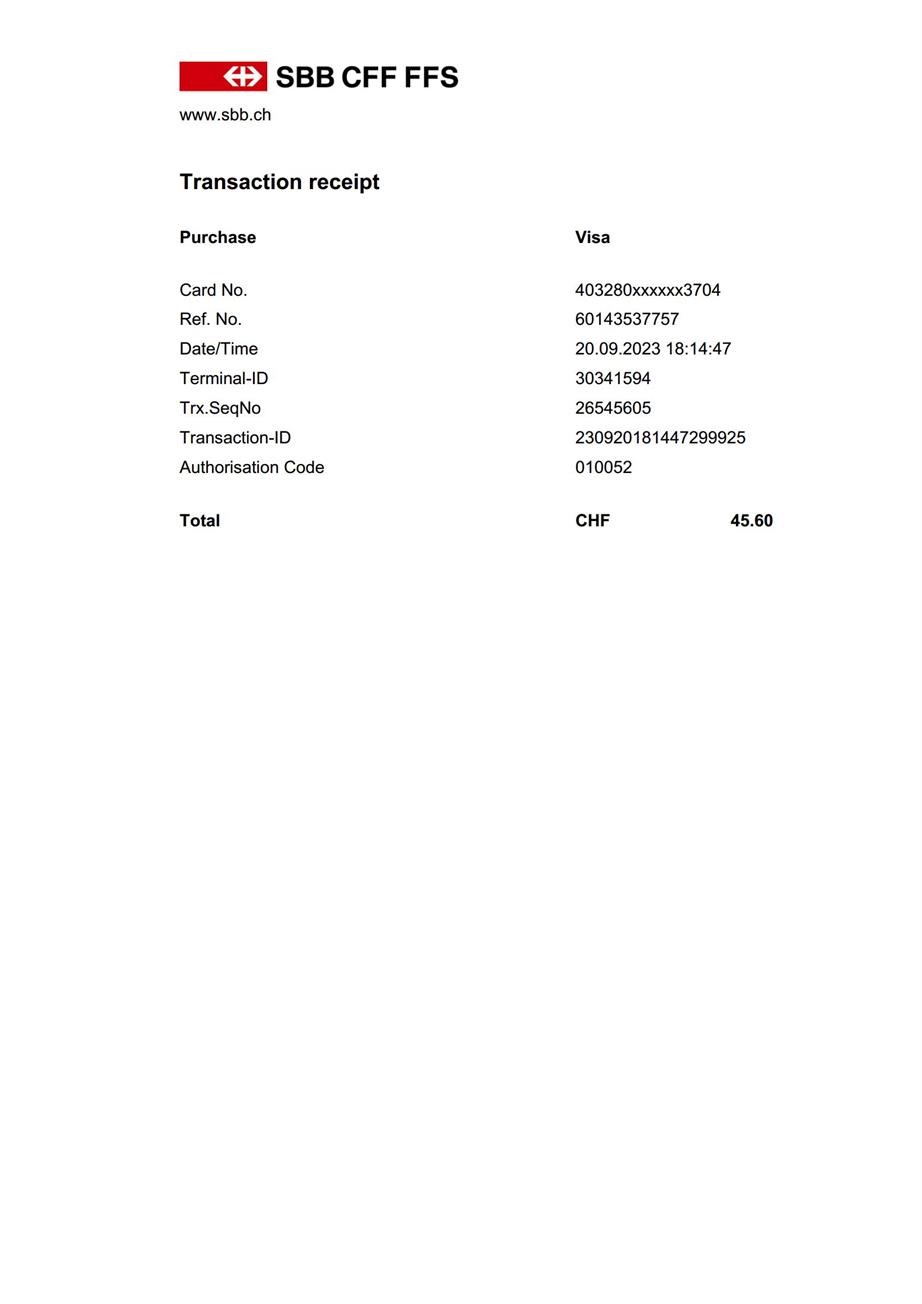 SBB CFF FFS
www.sbb.ch
Transaction receipt
Purchase Visa
Card No. 403280xxxxxx3704
Ref. No. 60143537757
Date/Time 20.09.2023 18:14:47
Terminal-ID 30341594
Trx.SeqNo 26545605
Transaction-ID 230920181447299925
Authorisation Code 010052
Total CHF 45.60